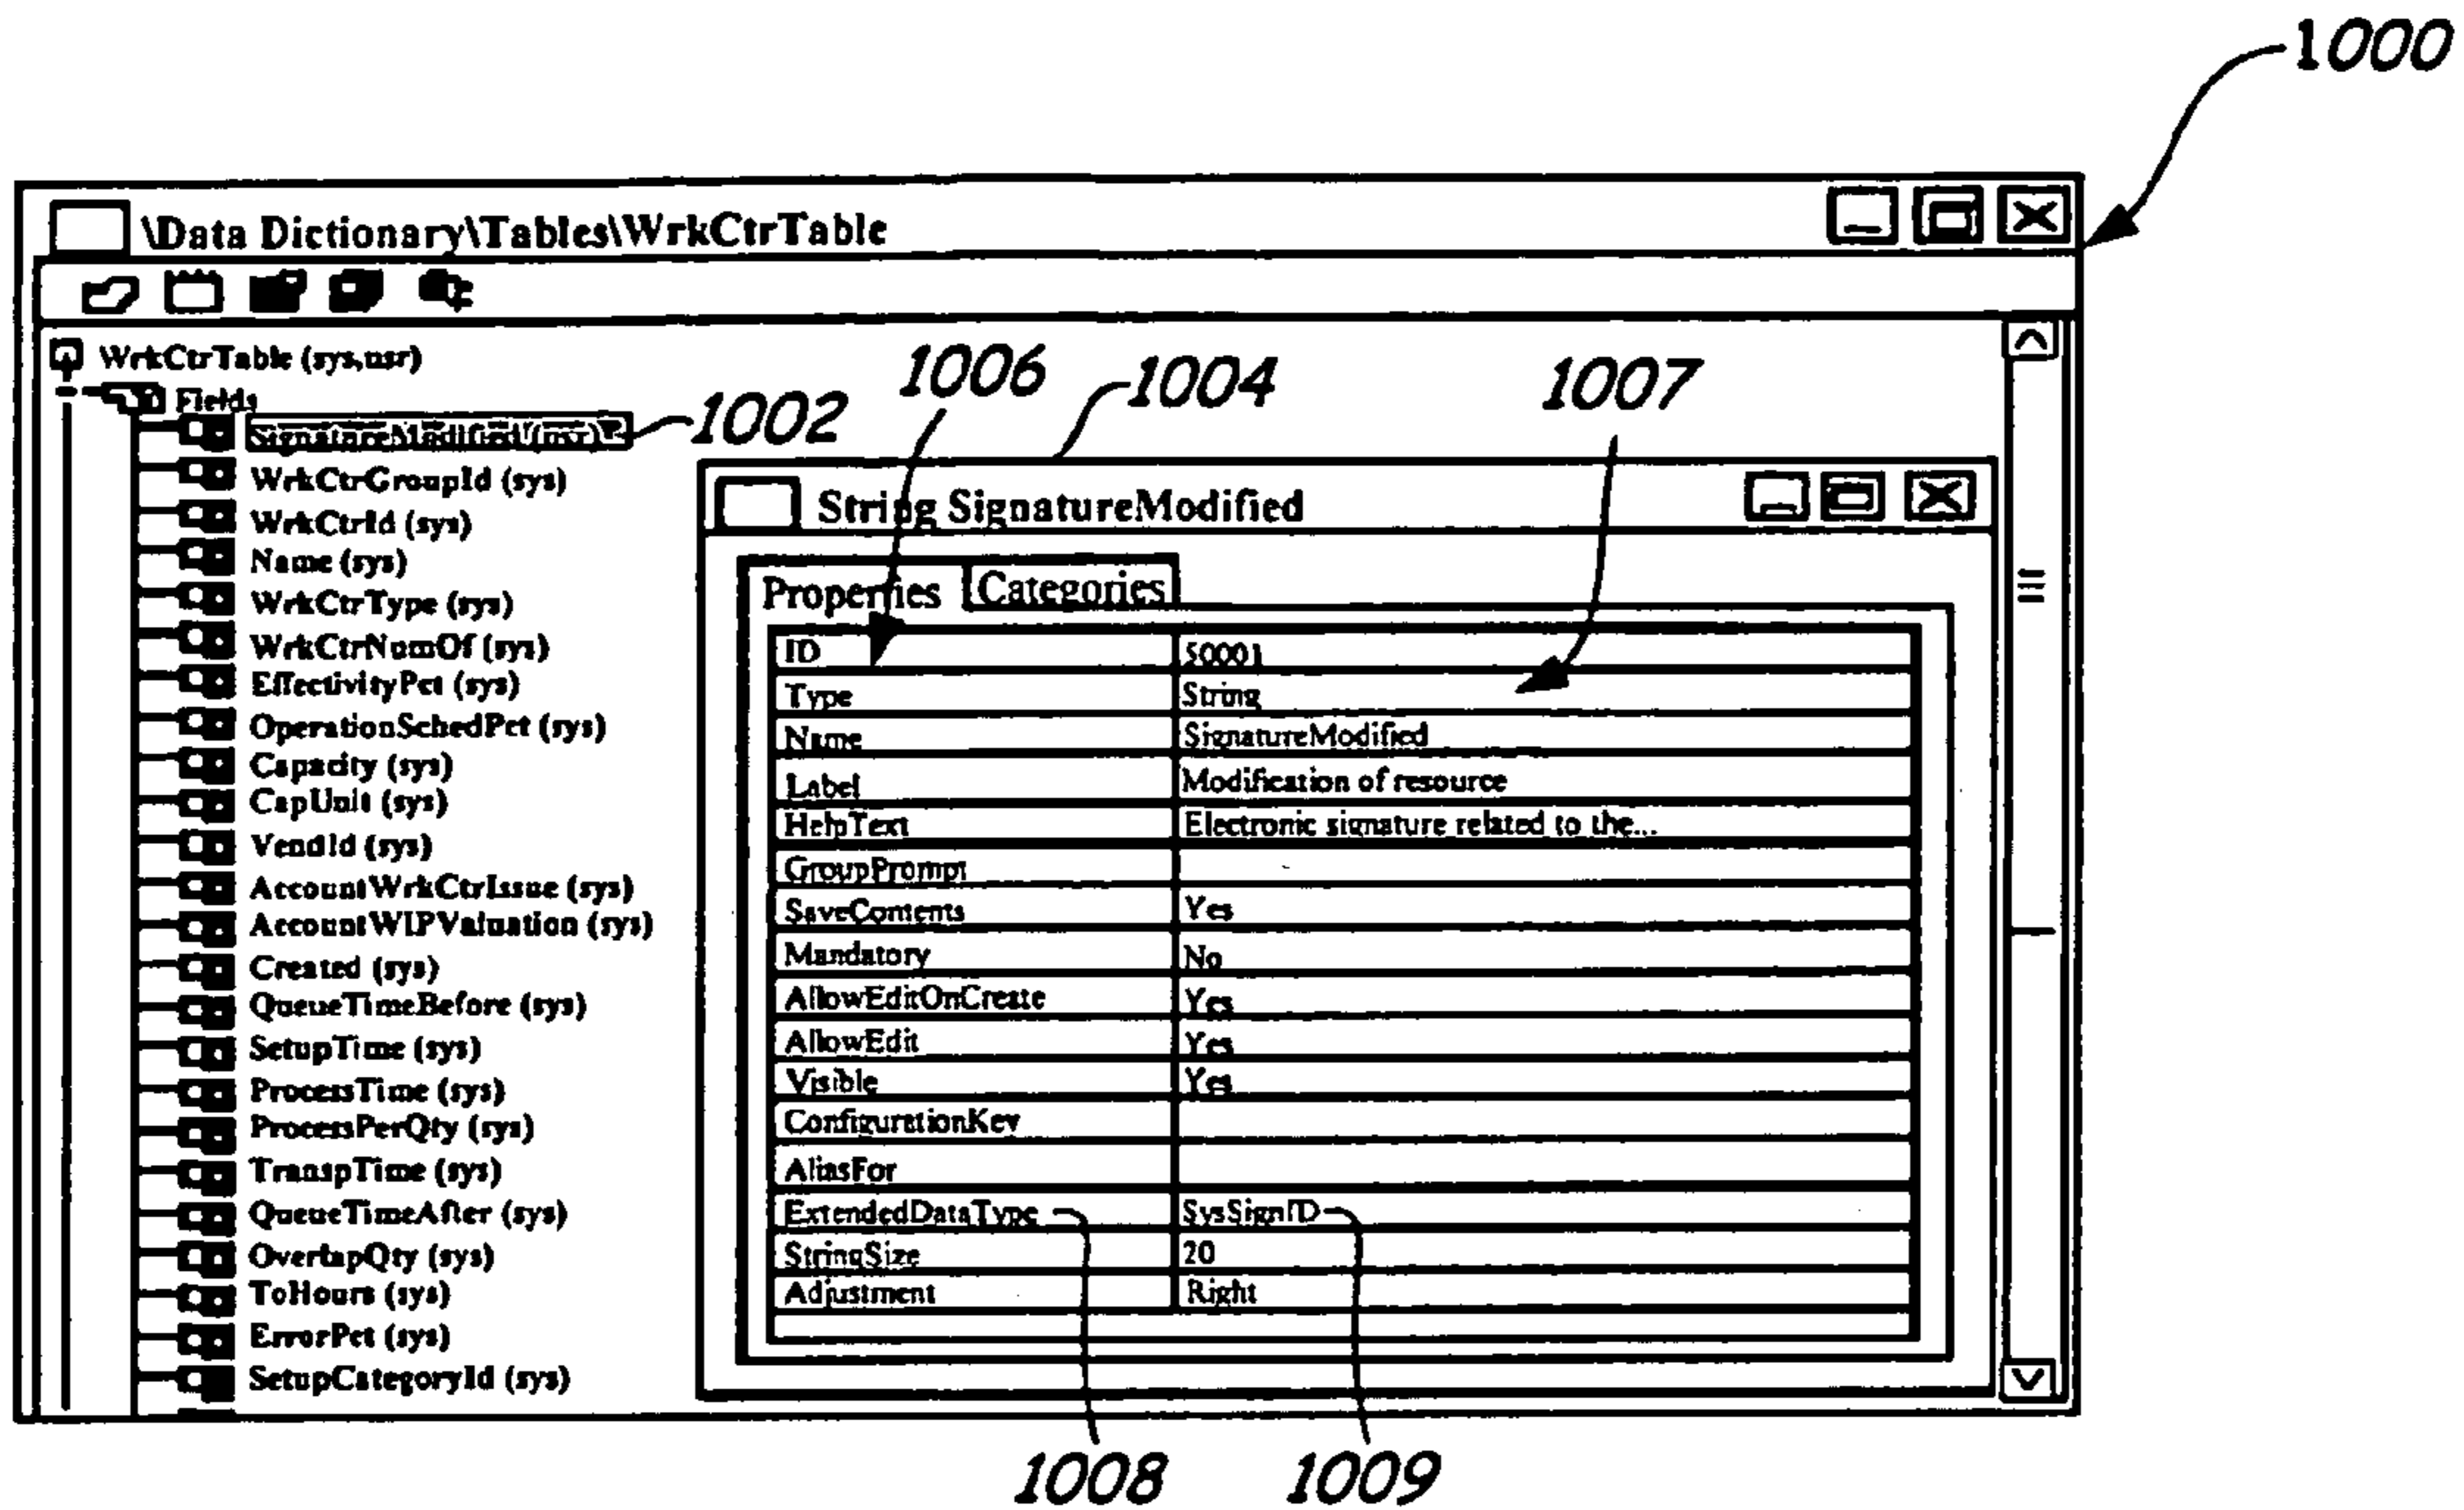 1000
\Data Dictionary\Tables\WrkCtrTable
WrkCtrTable (sys,usr)
Fields
SignatureModified (usr)
1002
1006
1004
1007
WrkCtrGroupId (sys)
WrkCtrId (sys)
Name (sys)
WrkCtrType (sys)
WrkCtrNumOf (sys)
EffectivityPct (sys)
OperationSchedPct (sys)
Capacity (sys)
CapUnit (sys)
VendId (sys)
AccountWrkCtrIssue (sys)
AccountWIPValuation (sys)
Created (sys)
QueueTimeBefore (sys)
SetupTime (sys)
ProcessTime (sys)
ProcessPerQty (sys)
TranspTime (sys)
QueueTimeAfter (sys)
OverlapQty (sys)
ToHours (sys)
ErrorPct (sys)
SetupCategoryId (sys)
String SignatureModified
Properties Categories
ID 50001
Type String
Name SignatureModified
Label Modification of resource
HelpText Electronic signature related to the...
GroupPrompt
SaveContents Yes
Mandatory No
AllowEditOnCreate Yes
AllowEdit Yes
Visible Yes
ConfigurationKey
AliasFor
ExtendedDataType SysSignID
StringSize 20
Adjustment Right
1008
1009